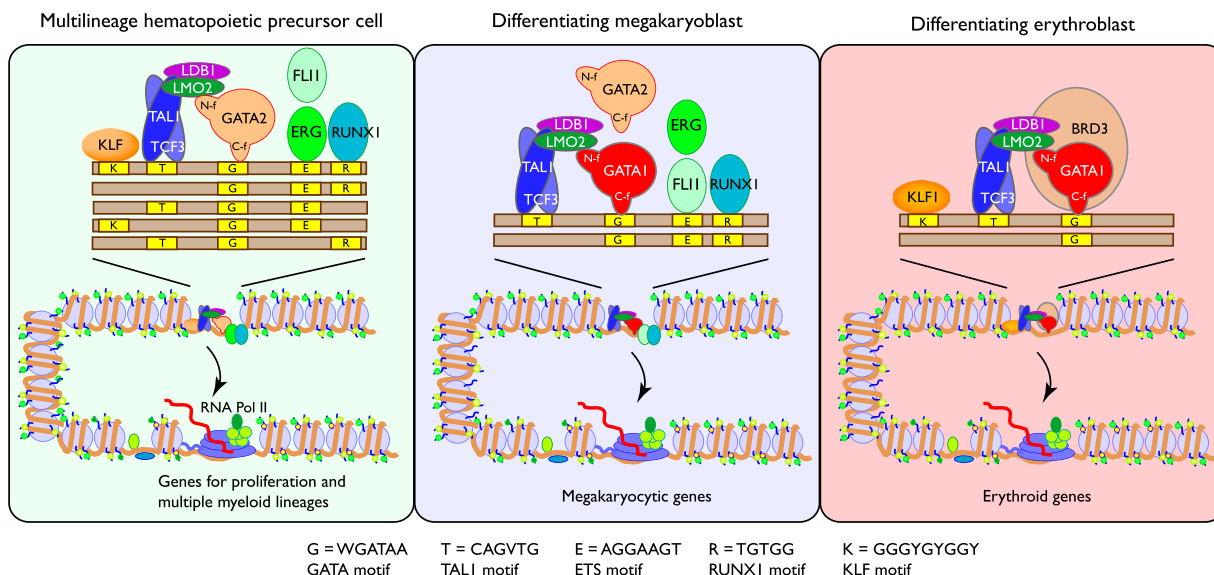 Multilineage hematopoietic precursor cell
LDB1
LMO2
FLI1
N-f
TAL1
GATA2
ERG
RUNX1
KLF
TCF3
C-f
K T G E R
G E R
T G E
K G E
T G R
RNA Pol II
Genes for proliferation and
multiple myeloid lineages
Differentiating megakaryoblast
N-f
GATA2
C-f
LDB1
LMO2
ERG
N-f
TAL1
GATA1
FLI1
RUNX1
TCF3
C-f
T G E R
G E R
Megakaryocytic genes
Differentiating erythroblast
LDB1
BRD3
LMO2
N-f
TAL1
GATA1
KLF1
TCF3
C-f
K T G
G
Erythroid genes
G = WGATAA T = CAGVTG E = AGGAAGT R = TGTGG K = GGGYGYGGY
GATA motif TAL1 motif ETS motif RUNX1 motif KLF motif